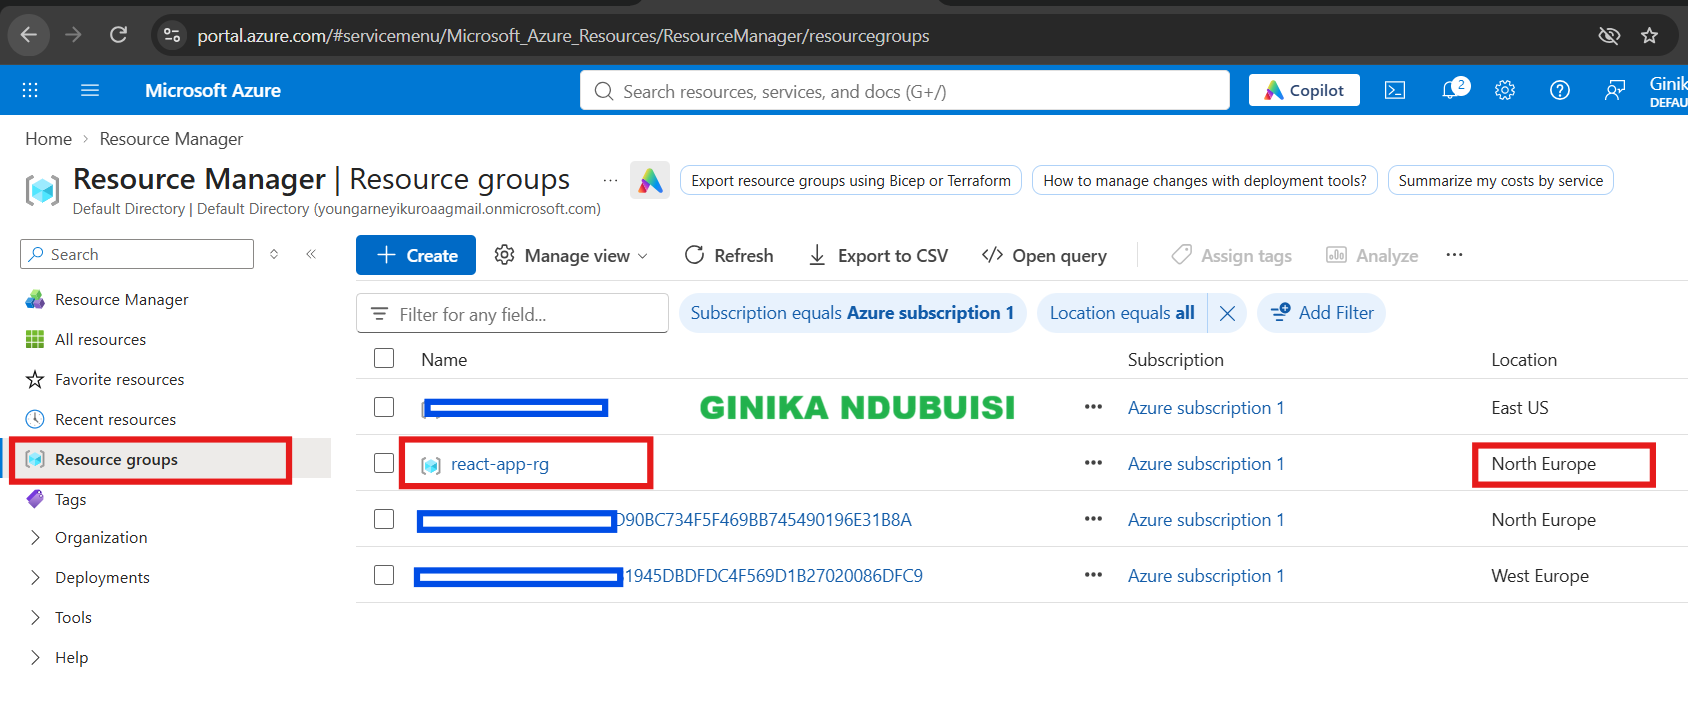 portal.azure.com/#servicemenu/Microsoft_Azure_Resources/ResourceManager/resourcegroups
Microsoft Azure
Search resources, services, and docs (G+/)
Copilot
2
Ginik
DEFAU
Home > Resource Manager
Resource Manager | Resource groups
...
Export resource groups using Bicep or Terraform
How to manage changes with deployment tools?
Summarize my costs by service
Default Directory | Default Directory (youngarneyikuroaagmail.onmicrosoft.com)
Search
Create
Manage view
Refresh
Export to CSV
Open query
Assign tags
Analyze
...
Resource Manager
All resources
Favorite resources
Recent resources
Resource groups
Tags
Organization
Deployments
Tools
Help
Filter for any field...
Subscription equals Azure subscription 1
Location equals all
Add Filter
Name Subscription Location
GINIKA NDUBUISI ... Azure subscription 1 East US
react-app-rg ... Azure subscription 1 North Europe
D90BC734F5F469BB745490196E31B8A ... Azure subscription 1 North Europe
1945DBDFDC4F569D1B27020086DFC9 ... Azure subscription 1 West Europe